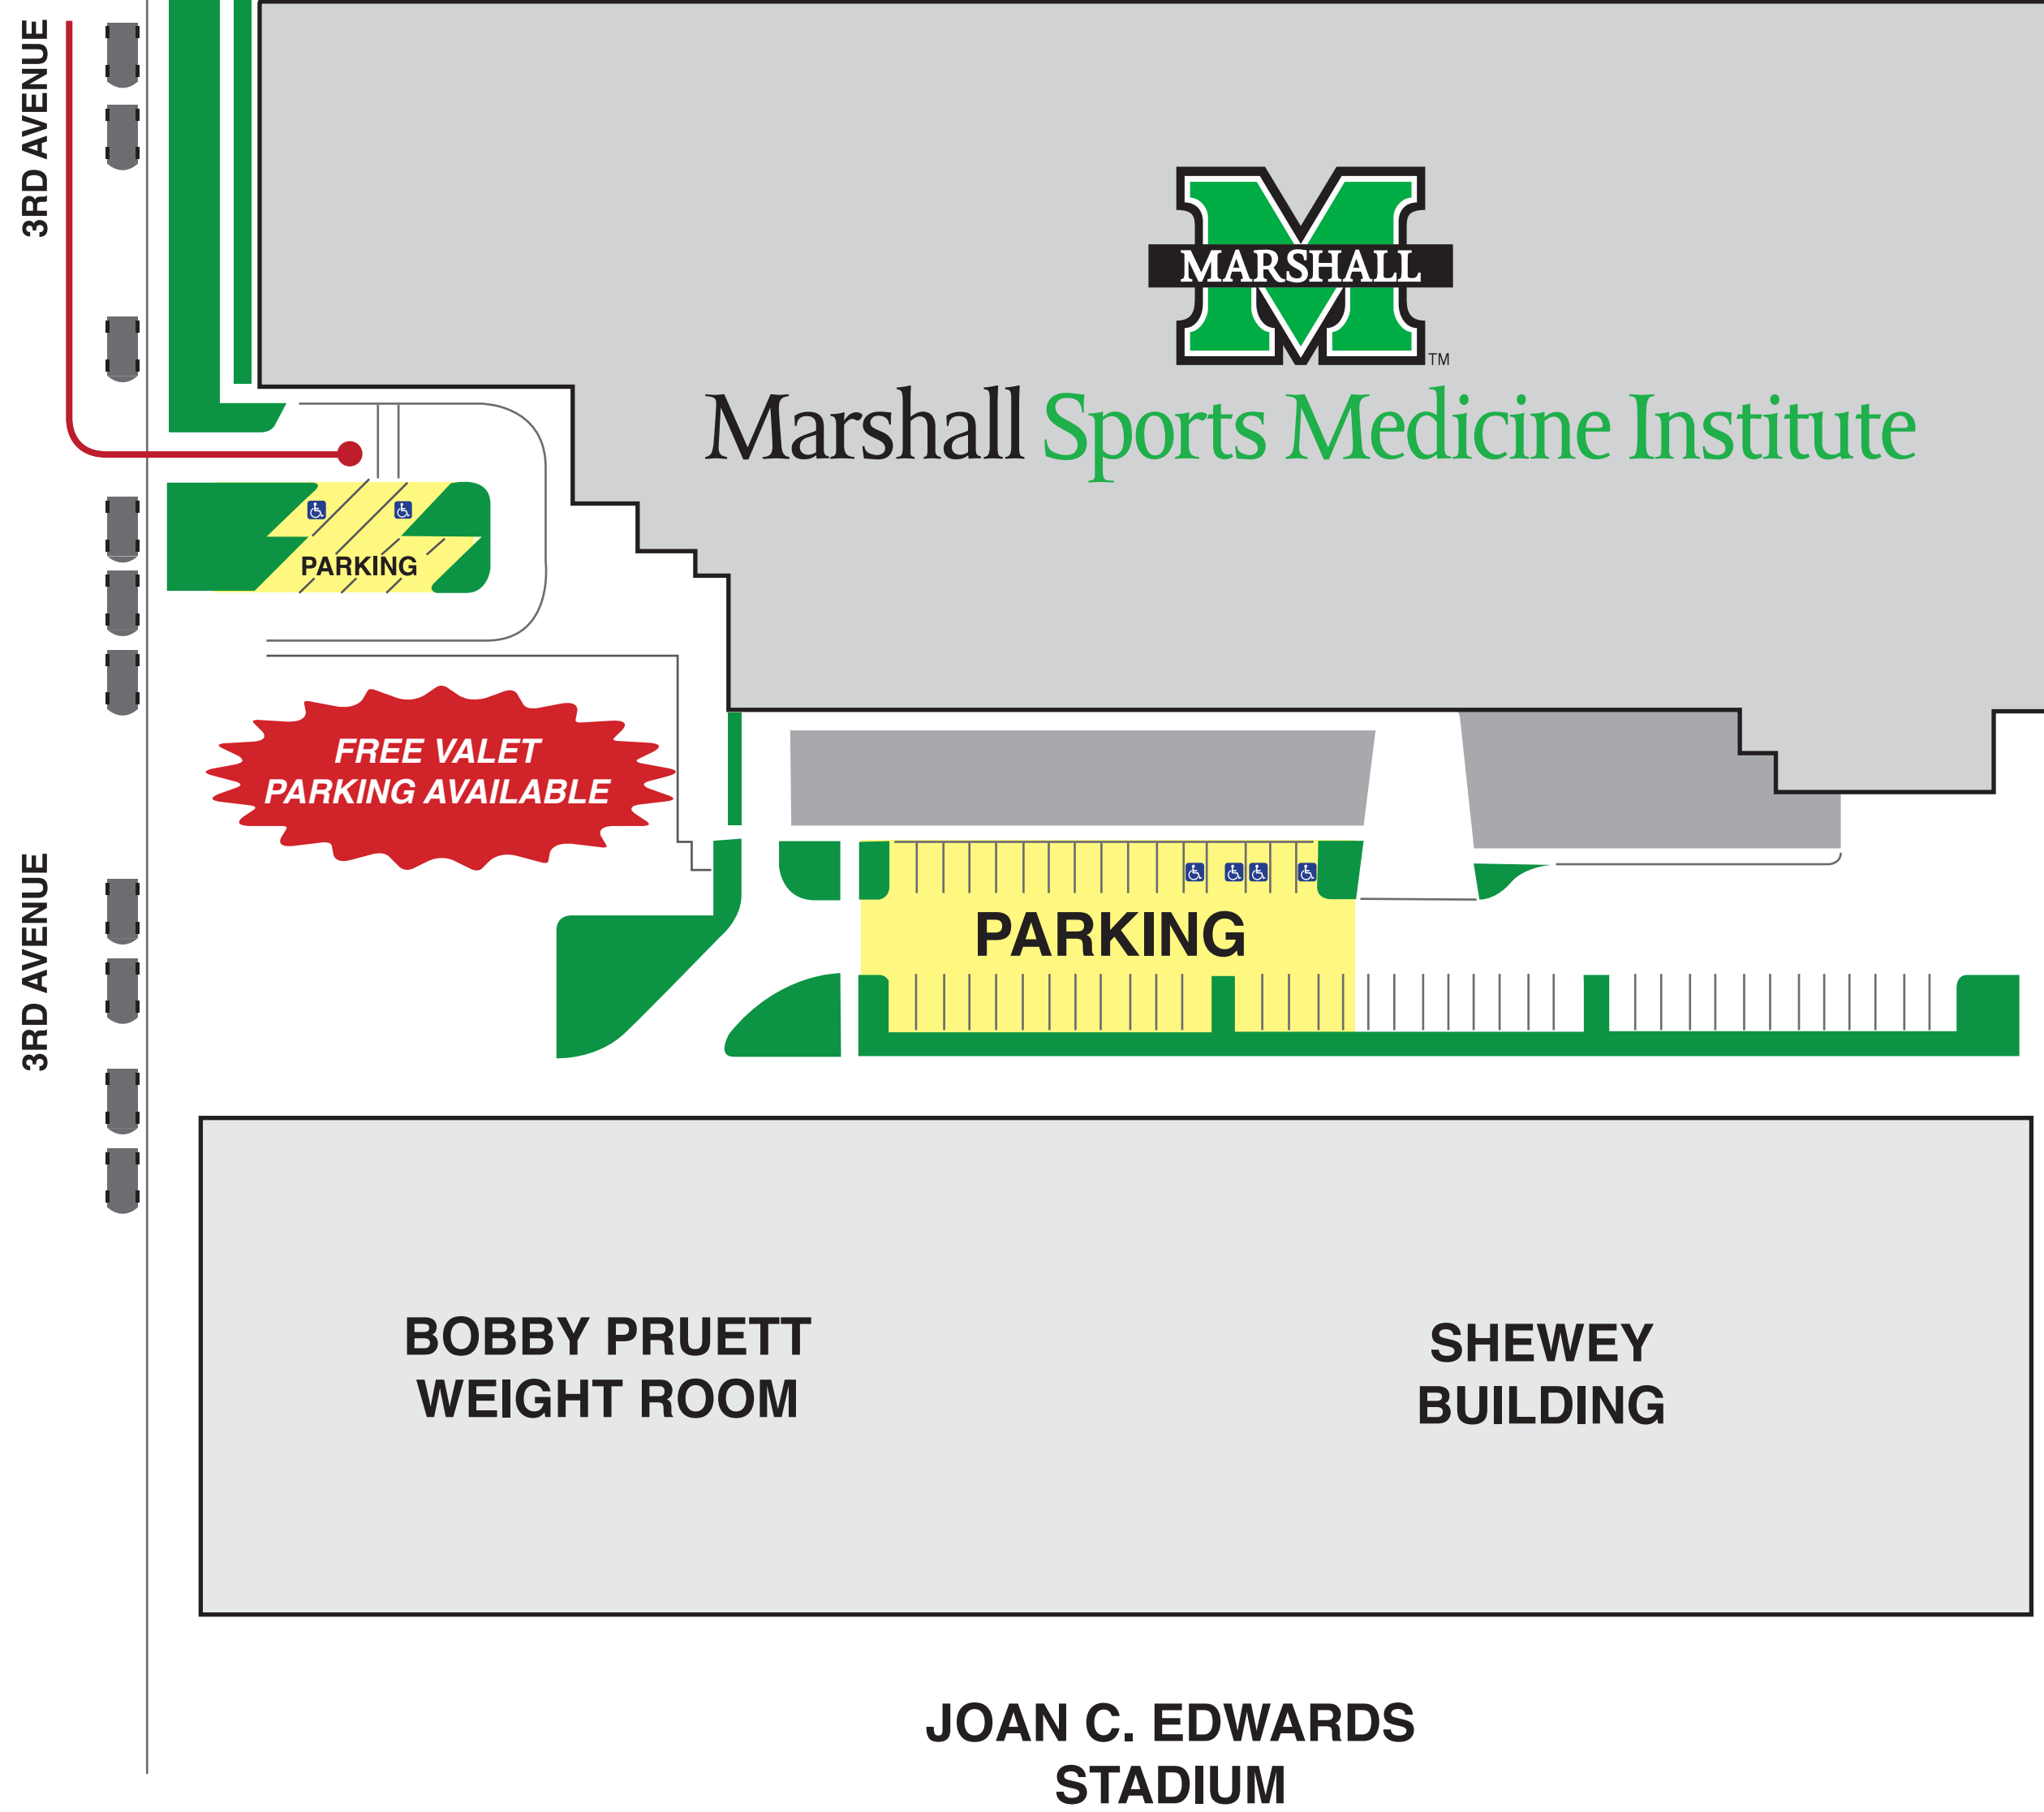 3RD AVENUE
MARSHALL
TM
Marshall Sports Medicine Institute
PARKING
FREE VALET
PARKING AVAILABLE
PARKING
3RD AVENUE
BOBBY PRUETT
WEIGHT ROOM
SHEWEY
BUILDING
JOAN C. EDWARDS
STADIUM